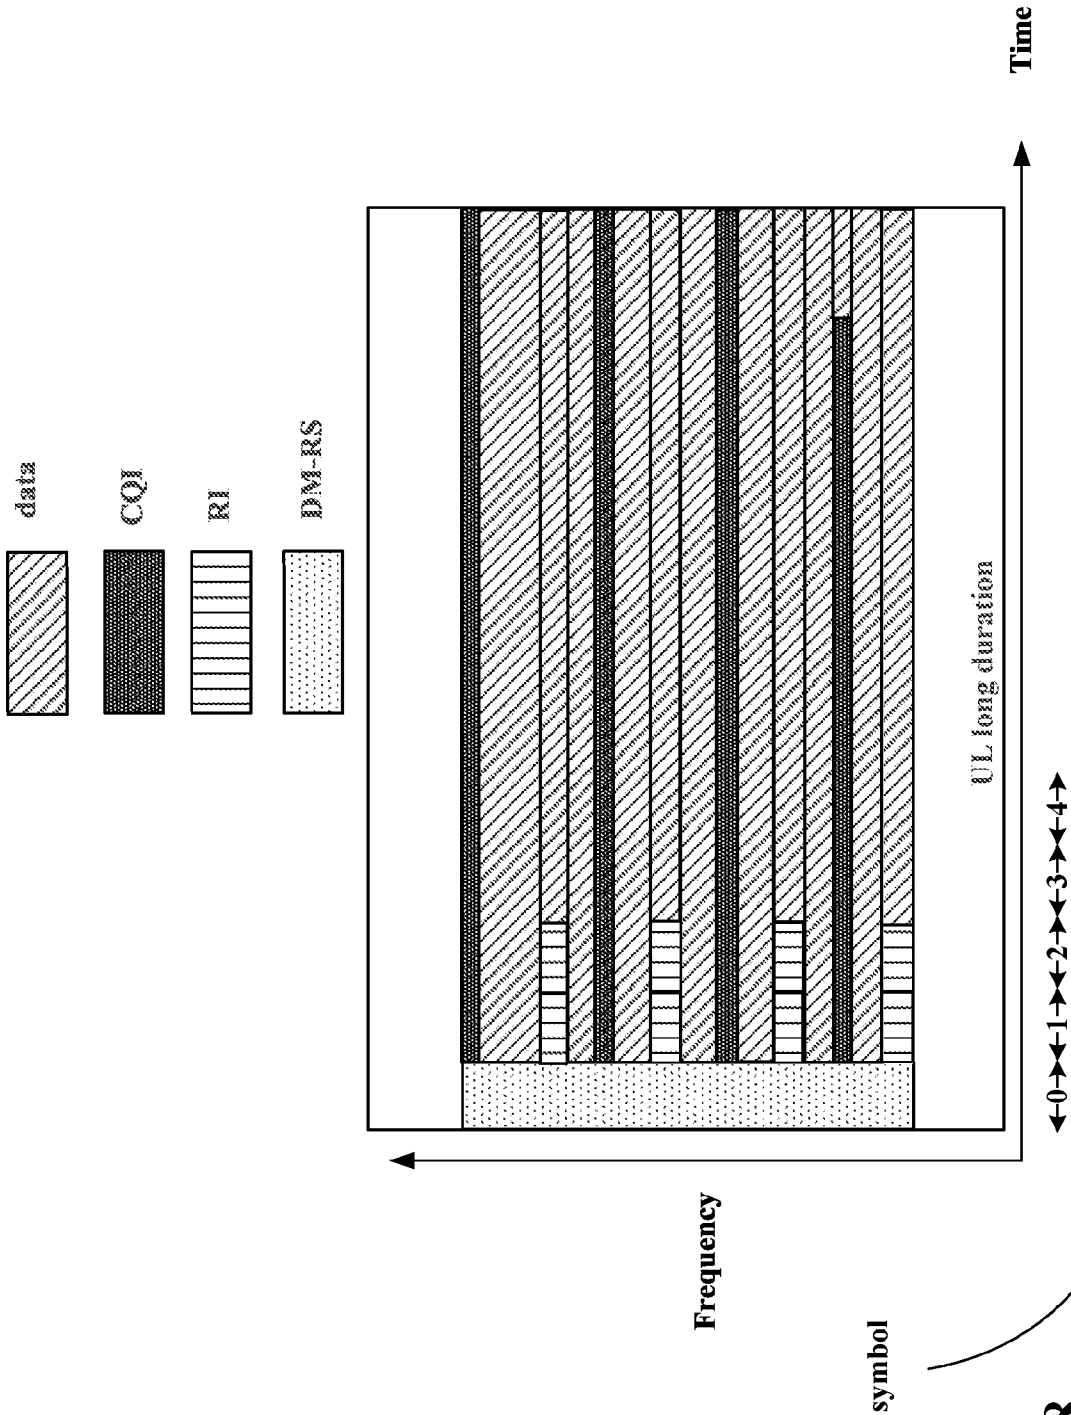 data
CQI
RI
DM-RS
Time
UL long duration
Frequency
0 1 2 3 4
symbol